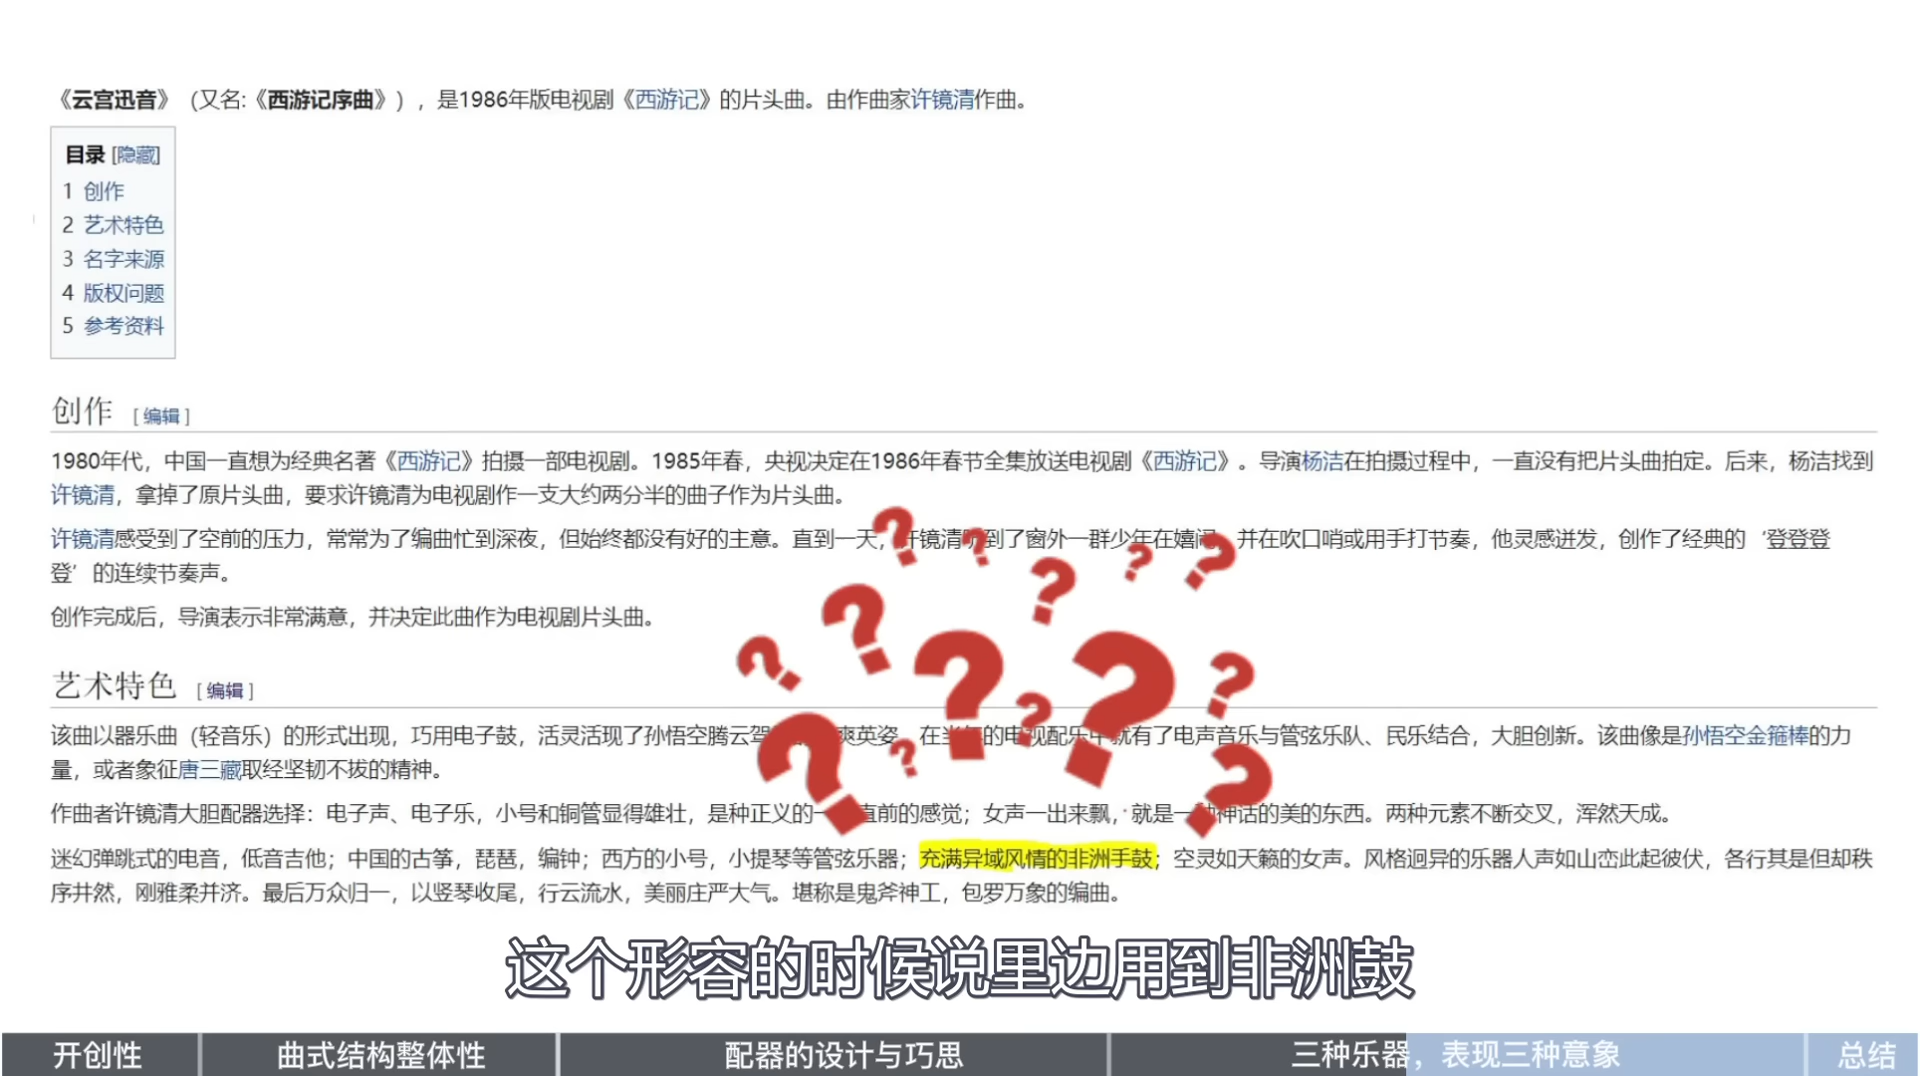 《云宫迅音》（又名:《西游记序曲》），是1986年版电视剧《西游记》的片头曲。由作曲家许镜清作曲。
目录 [隐藏]
1 创作
2 艺术特色
3 名字来源
4 版权问题
5 参考资料
创作 [ 编辑 ]
1980年代，中国一直想为经典名著《西游记》拍摄一部电视剧。1985年春，央视决定在1986年春节全集放送电视剧《西游记》。导演杨洁在拍摄过程中，一直没有把片头曲拍定。后来，杨洁找到
许镜清，拿掉了原片头曲，要求许镜清为电视剧作一支大约两分半的曲子作为片头曲。
许镜清感受到了空前的压力，常常为了编曲忙到深夜，但始终都没有好的主意。直到一天，许镜清听到了窗外一群少年在嬉闹，并在吹口哨或用手打节奏，他灵感迸发，创作了经典的‘登登登
登’的连续节奏声。
创作完成后，导演表示非常满意，并决定此曲作为电视剧片头曲。
艺术特色 [ 编辑 ]
该曲以器乐曲（轻音乐）的形式出现，巧用电子鼓，活灵活现了孙悟空腾云驾 爽英姿。在当年的电视配乐中就有了电声音乐与管弦乐队、民乐结合，大胆创新。该曲像是孙悟空金箍棒的力
量，或者象征唐三藏取经坚韧不拔的精神。
作曲者许镜清大胆配器选择：电子声、电子乐，小号和铜管显得雄壮，是种正义的一 直前的感觉；女声一出来飘，就是一种神话的美的东西。两种元素不断交叉，浑然天成。
迷幻弹跳式的电音，低音吉他；中国的古筝，琵琶，编钟；西方的小号，小提琴等管弦乐器；充满异域风情的非洲手鼓；空灵如天籁的女声。风格迥异的乐器人声如山峦此起彼伏，各行其是但却秩
序井然，刚雅柔并济。最后万众归一，以竖琴收尾，行云流水，美丽庄严大气。堪称是鬼斧神工，包罗万象的编曲。
这个形容的时候说里边用到非洲鼓
开创性
曲式结构整体性
配器的设计与巧思
三种乐器，表现三种意象
总结